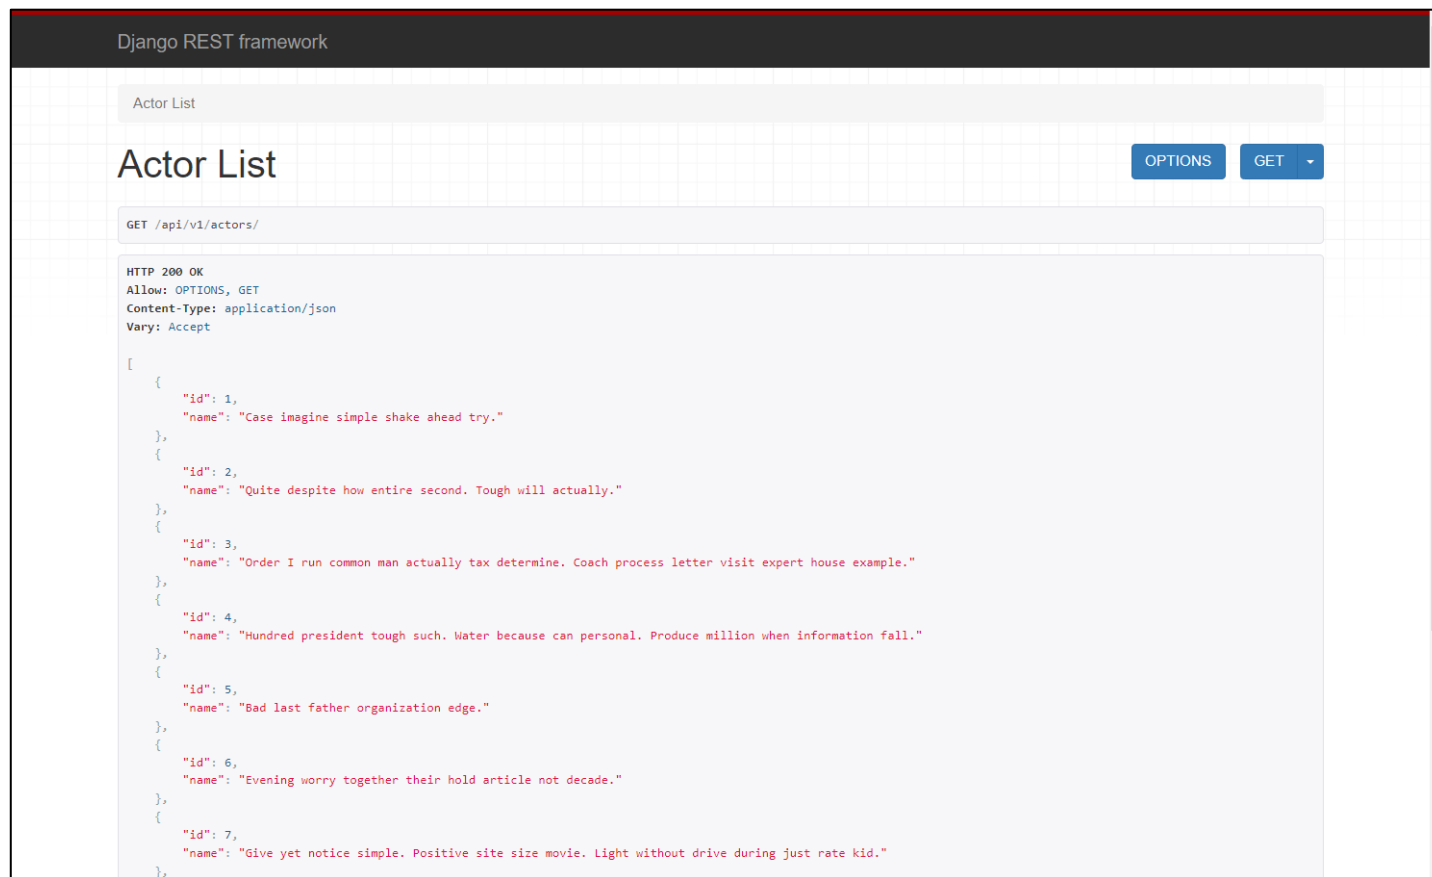 Django REST framework
Actor List
Actor List
OPTIONS
GET
GET /api/v1/actors/
HTTP 200 OK
Allow: OPTIONS, GET
Content-Type: application/json
Vary: Accept
[
{
"id": 1,
"name": "Case imagine simple shake ahead try."
},
{
"id": 2,
"name": "Quite despite how entire second. Tough will actually."
},
{
"id": 3,
"name": "Order I run common man actually tax determine. Coach process letter visit expert house example."
},
{
"id": 4,
"name": "Hundred president tough such. Water because can personal. Produce million when information fall."
},
{
"id": 5,
"name": "Bad last father organization edge."
},
{
"id": 6,
"name": "Evening worry together their hold article not decade."
},
{
"id": 7,
"name": "Give yet notice simple. Positive site size movie. Light without drive during just rate kid."
},